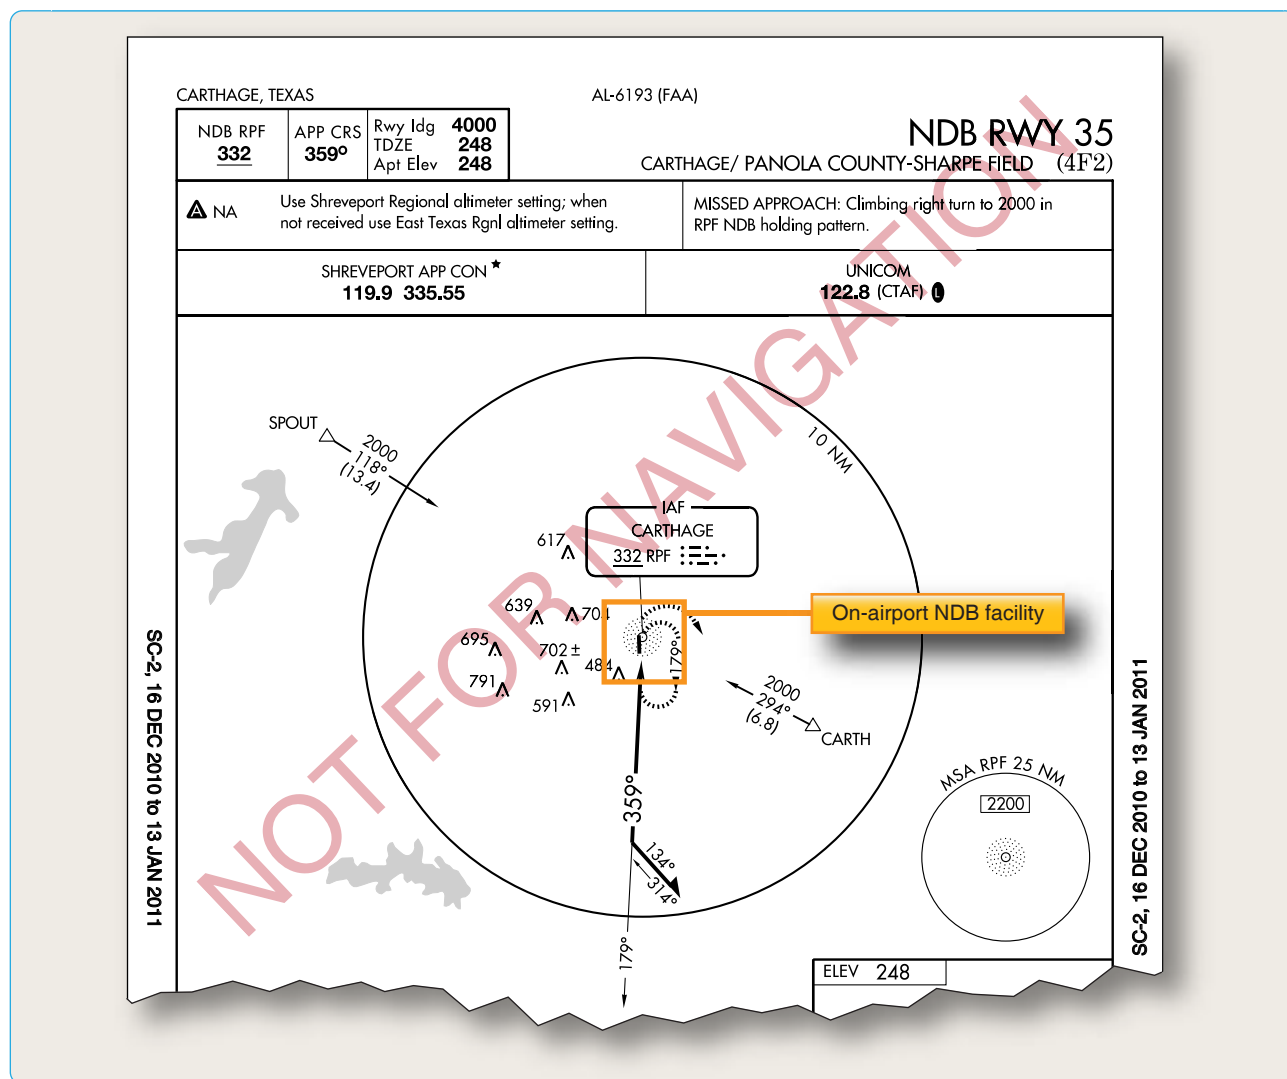 CARTHAGE, TEXAS
AL-6193 (FAA)
NDB RPF
332
APP CRS
359°
Rwy Idg 4000
TDZE 248
Apt Elev 248
NDB RWY 35
CARTHAGE/ PANOLA COUNTY-SHARPE FIELD (4F2)
A NA
Use Shreveport Regional altimeter setting; when
not received use East Texas Rgnl altimeter setting.
MISSED APPROACH: Climbing right turn to 2000 in
RPF NDB holding pattern.
SHREVEPORT APP CON ★
119.9 335.55
UNICOM
122.8 (CTAF) L
NOT FOR NAVIGATION
SPOUT
2000
118°
(13.4)
10 NM
IAF
CARTHAGE
332 RPF
617
639
704
695
702 ±
484
791
591
179°
On-airport NDB facility
2000
294°
(6.8)
CARTH
359°
134°
314°
179°
MSA RPF 25 NM
2200
ELEV 248
SC-2, 16 DEC 2010 to 13 JAN 2011
SC-2, 16 DEC 2010 to 13 JAN 2011